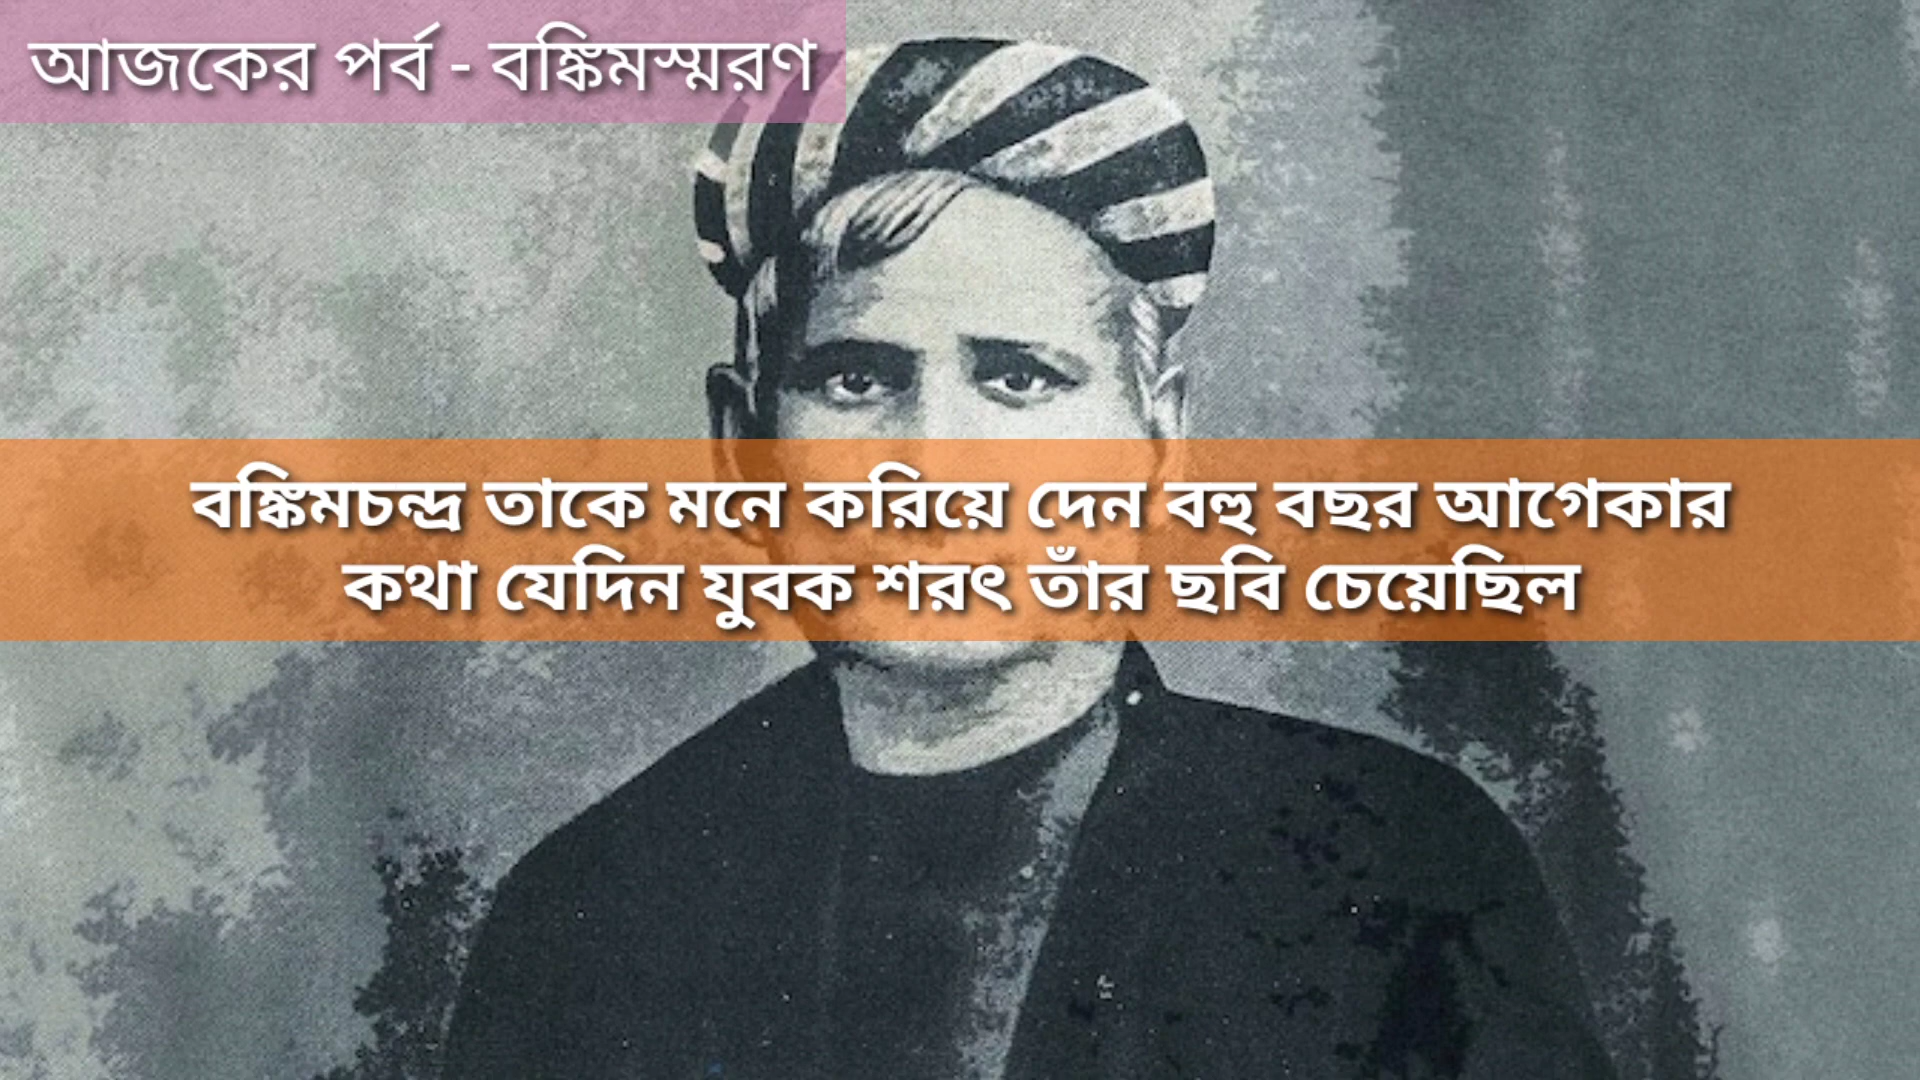 আজকের পর্ব - বঙ্কিমস্মরণ
বঙ্কিমচন্দ্র তাকে মনে করিয়ে দেন বহু বছর আগেকার
কথা যেদিন যুবক শরৎ তাঁর ছবি চেয়েছিল